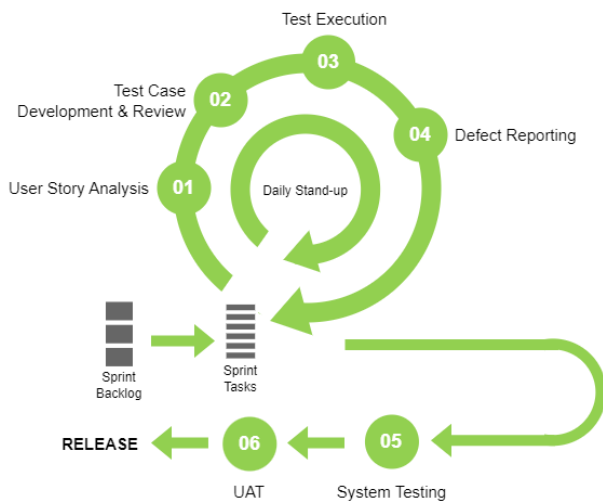 Test Execution
03
Test Case
Development & Review
02
04
Defect Reporting
User Story Analysis
01
Daily Stand-up
Sprint
Backlog
Sprint
Tasks
RELEASE
06
05
UAT
System Testing